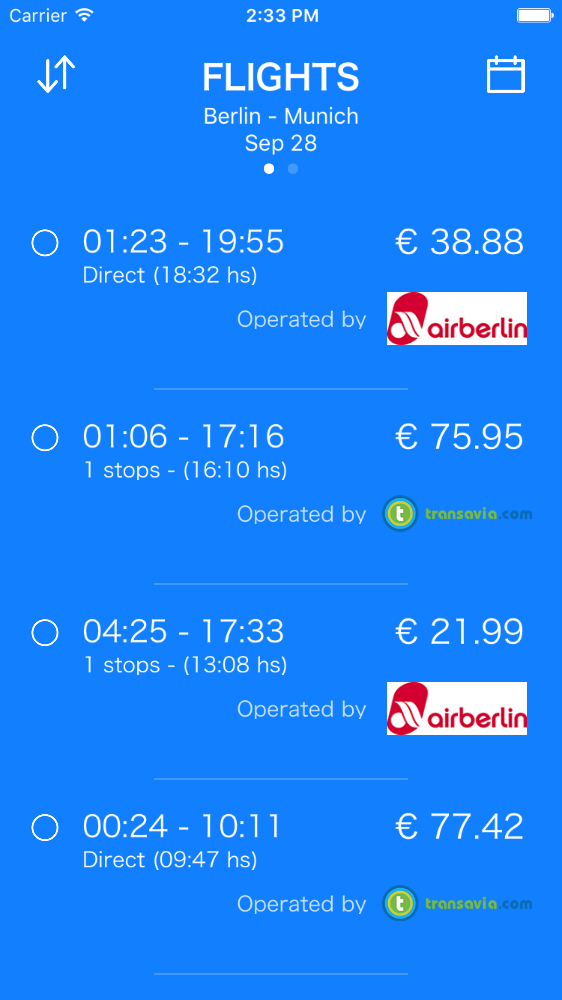 Carrier 2:33 PM
FLIGHTS
Berlin - Munich
Sep 28
01:23 - 19:55 € 38.88
Direct (18:32 hs)
Operated by airberlin
01:06 - 17:16 € 75.95
1 stops - (16:10 hs)
Operated by t transavia.com
04:25 - 17:33 € 21.99
1 stops - (13:08 hs)
Operated by airberlin
00:24 - 10:11 € 77.42
Direct (09:47 hs)
Operated by t transavia.com